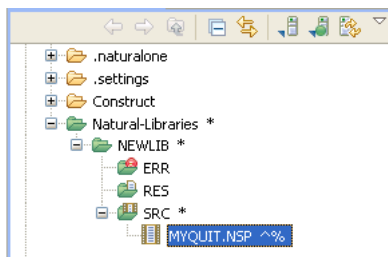 .naturalone
.settings
Construct
Natural-Libraries *
NEWLIB *
ERR
RES
SRC *
MYQUIT.NSP ^%